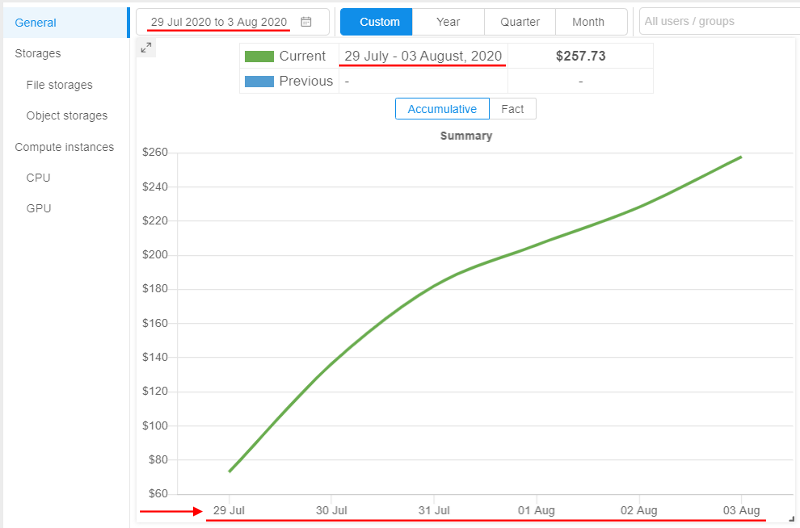 General
Storages
File storages
Object storages
Compute instances
CPU
GPU
29 Jul 2020 to 3 Aug 2020
Custom Year Quarter Month
All users / groups
Current 29 July - 03 August, 2020 $257.73
Previous - -
Accumulative Fact
Summary
$260
$240
$220
$200
$180
$160
$140
$120
$100
$80
$60
29 Jul 30 Jul 31 Jul 01 Aug 02 Aug 03 Aug